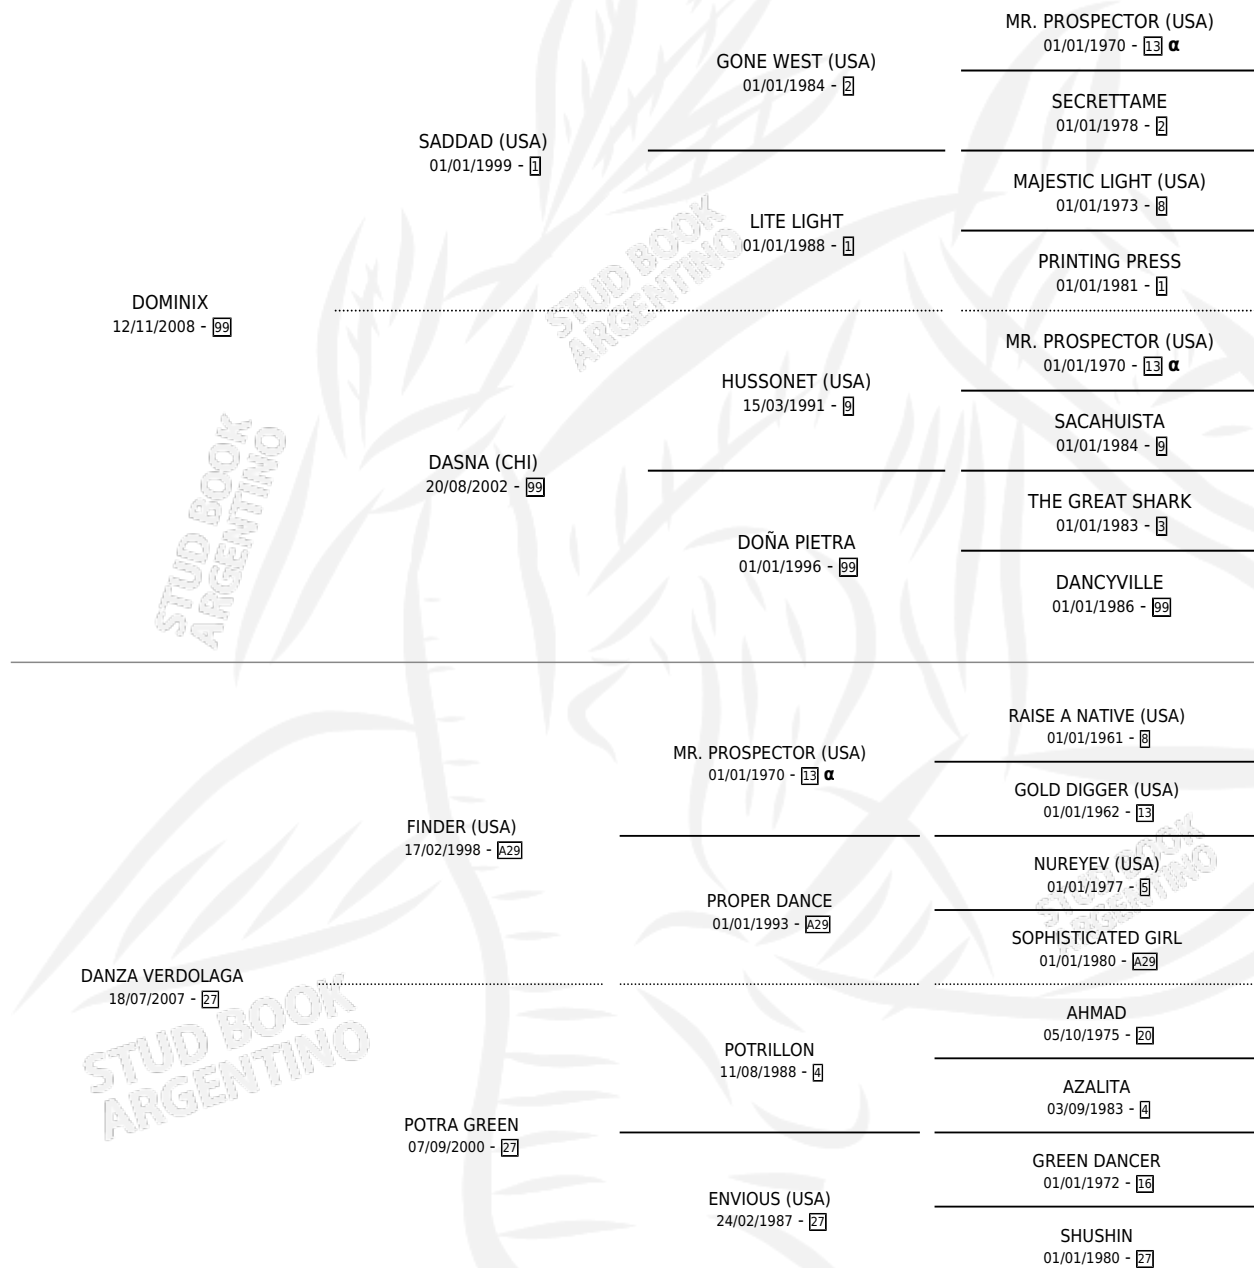 MR. PROSPECTOR (USA)
01/01/1970 - 13 α
GONE WEST (USA)
01/01/1984 - 2
SECRETTAME
01/01/1978 - 2
SADDAD (USA)
01/01/1999 - 1
MAJESTIC LIGHT (USA)
01/01/1973 - 8
LITE LIGHT
01/01/1988 - 1
PRINTING PRESS
01/01/1981 - 1
DOMINIX
12/11/2008 - 99
MR. PROSPECTOR (USA)
01/01/1970 - 13 α
HUSSONET (USA)
15/03/1991 - 9
SACAHUISTA
01/01/1984 - 9
DASNA (CHI)
20/08/2002 - 99
THE GREAT SHARK
01/01/1983 - 3
DOÑA PIETRA
01/01/1996 - 99
DANCYVILLE
01/01/1986 - 99
RAISE A NATIVE (USA)
01/01/1961 - 8
MR. PROSPECTOR (USA)
01/01/1970 - 13 α
GOLD DIGGER (USA)
01/01/1962 - 13
FINDER (USA)
17/02/1998 - A29
NUREYEV (USA)
01/01/1977 - 5
PROPER DANCE
01/01/1993 - A29
SOPHISTICATED GIRL
01/01/1980 - A29
DANZA VERDOLAGA
18/07/2007 - 27
AHMAD
05/10/1975 - 20
POTRILLON
11/08/1988 - 4
AZALITA
03/09/1983 - 4
POTRA GREEN
07/09/2000 - 27
GREEN DANCER
01/01/1972 - 16
ENVIOUS (USA)
24/02/1987 - 27
SHUSHIN
01/01/1980 - 27
STUD BOOK
ARGENTINO
STUD BOOK
ARGENTINO
STUD BOOK
ARGENTINO
STUD BOOK
ARGENTINO